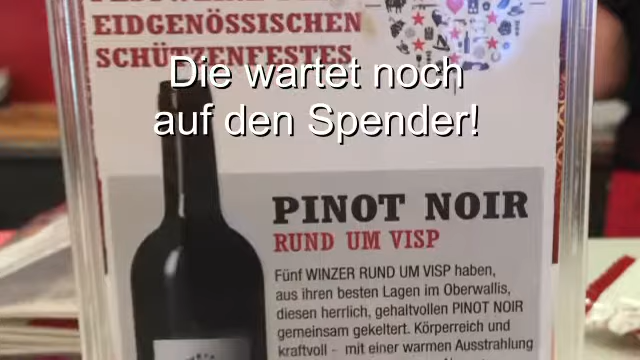 EIDGENÖSSISCHEN
SCHÜTZENFESTES
Die wartet noch
auf den Spender!
PINOT NOIR
RUND UM VISP
Fünf WINZER RUND UM VISP haben,
aus ihren besten Lagen im Oberwallis,
diesen herrlich, gehaltvollen PINOT NOIR
gemeinsam gekeltert. Körperreich und
kraftvoll - mit einer warmen Ausstrahlung